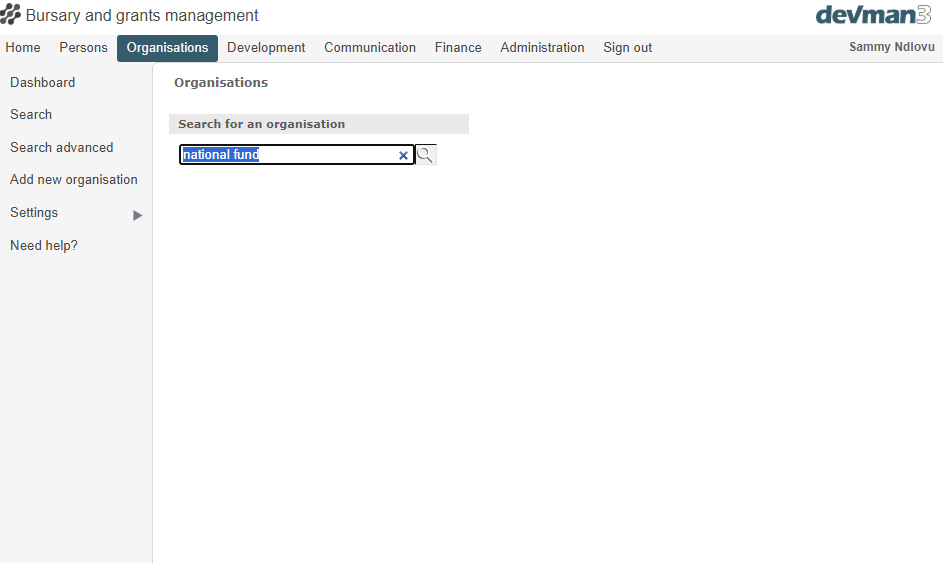 Bursary and grants management
devman3
Home Persons Organisations Development Communication Finance Administration Sign out Sammy Ndlovu
Dashboard
Search
Search advanced
Add new organisation
Settings
Need help?
Organisations
Search for an organisation
national fund